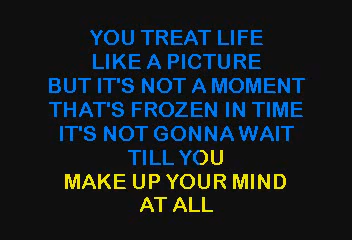 YOU TREAT LIFE
LIKE A PICTURE
BUT IT'S NOT A MOMENT
THAT'S FROZEN IN TIME
IT'S NOT GONNA WAIT
TILL YOU
MAKE UP YOUR MIND
AT ALL